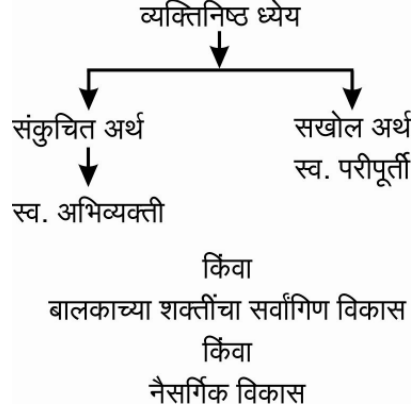 व्यक्तिनिष्ठ ध्येय
संकुचित अर्थ
सखोल अर्थ
स्व. परीपूर्ती
स्व. अभिव्यक्ती
किंवा
बालकाच्या शक्तींचा सर्वांगिण विकास
किंवा
नैसर्गिक विकास